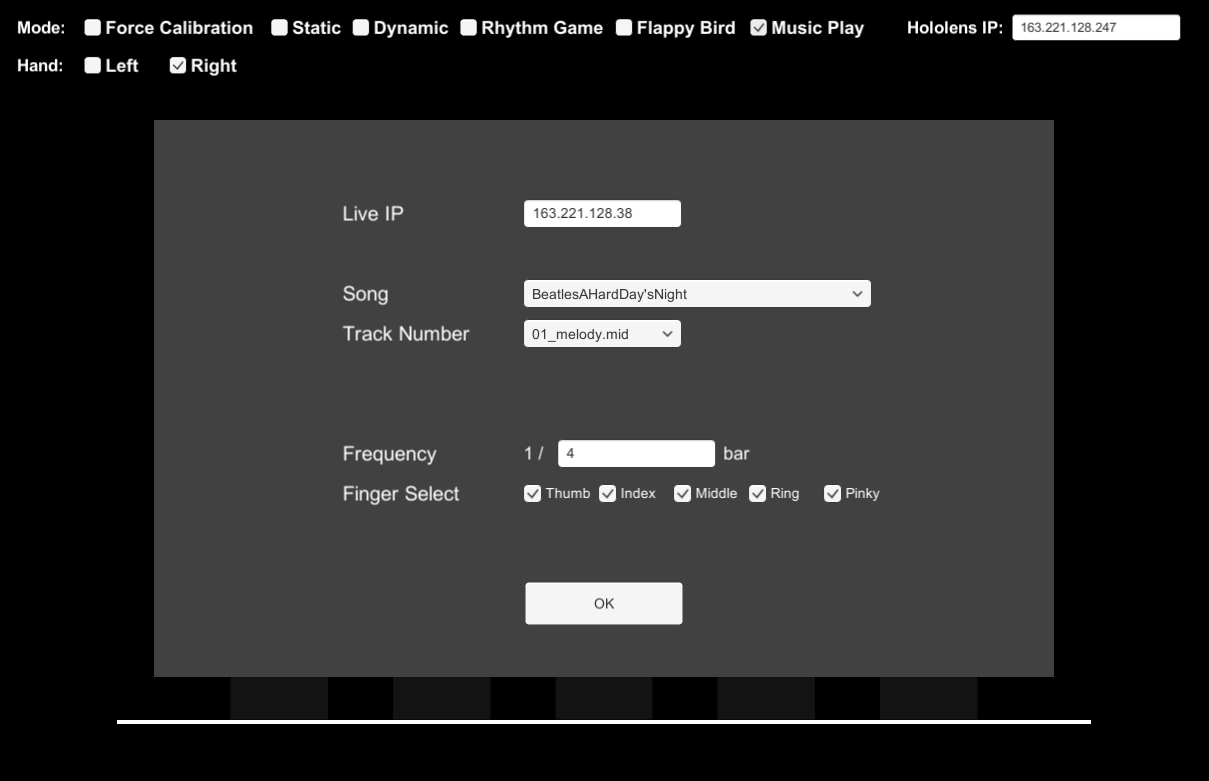 Mode: Force Calibration Static Dynamic Rhythm Game Flappy Bird Music Play Hololens IP: 163.221.128.247
Hand: Left Right
Live IP 163.221.128.38
Song BeatlesAHardDay'sNight
Track Number 01_melody.mid
Frequency 1 / 4 bar
Finger Select Thumb Index Middle Ring Pinky
OK